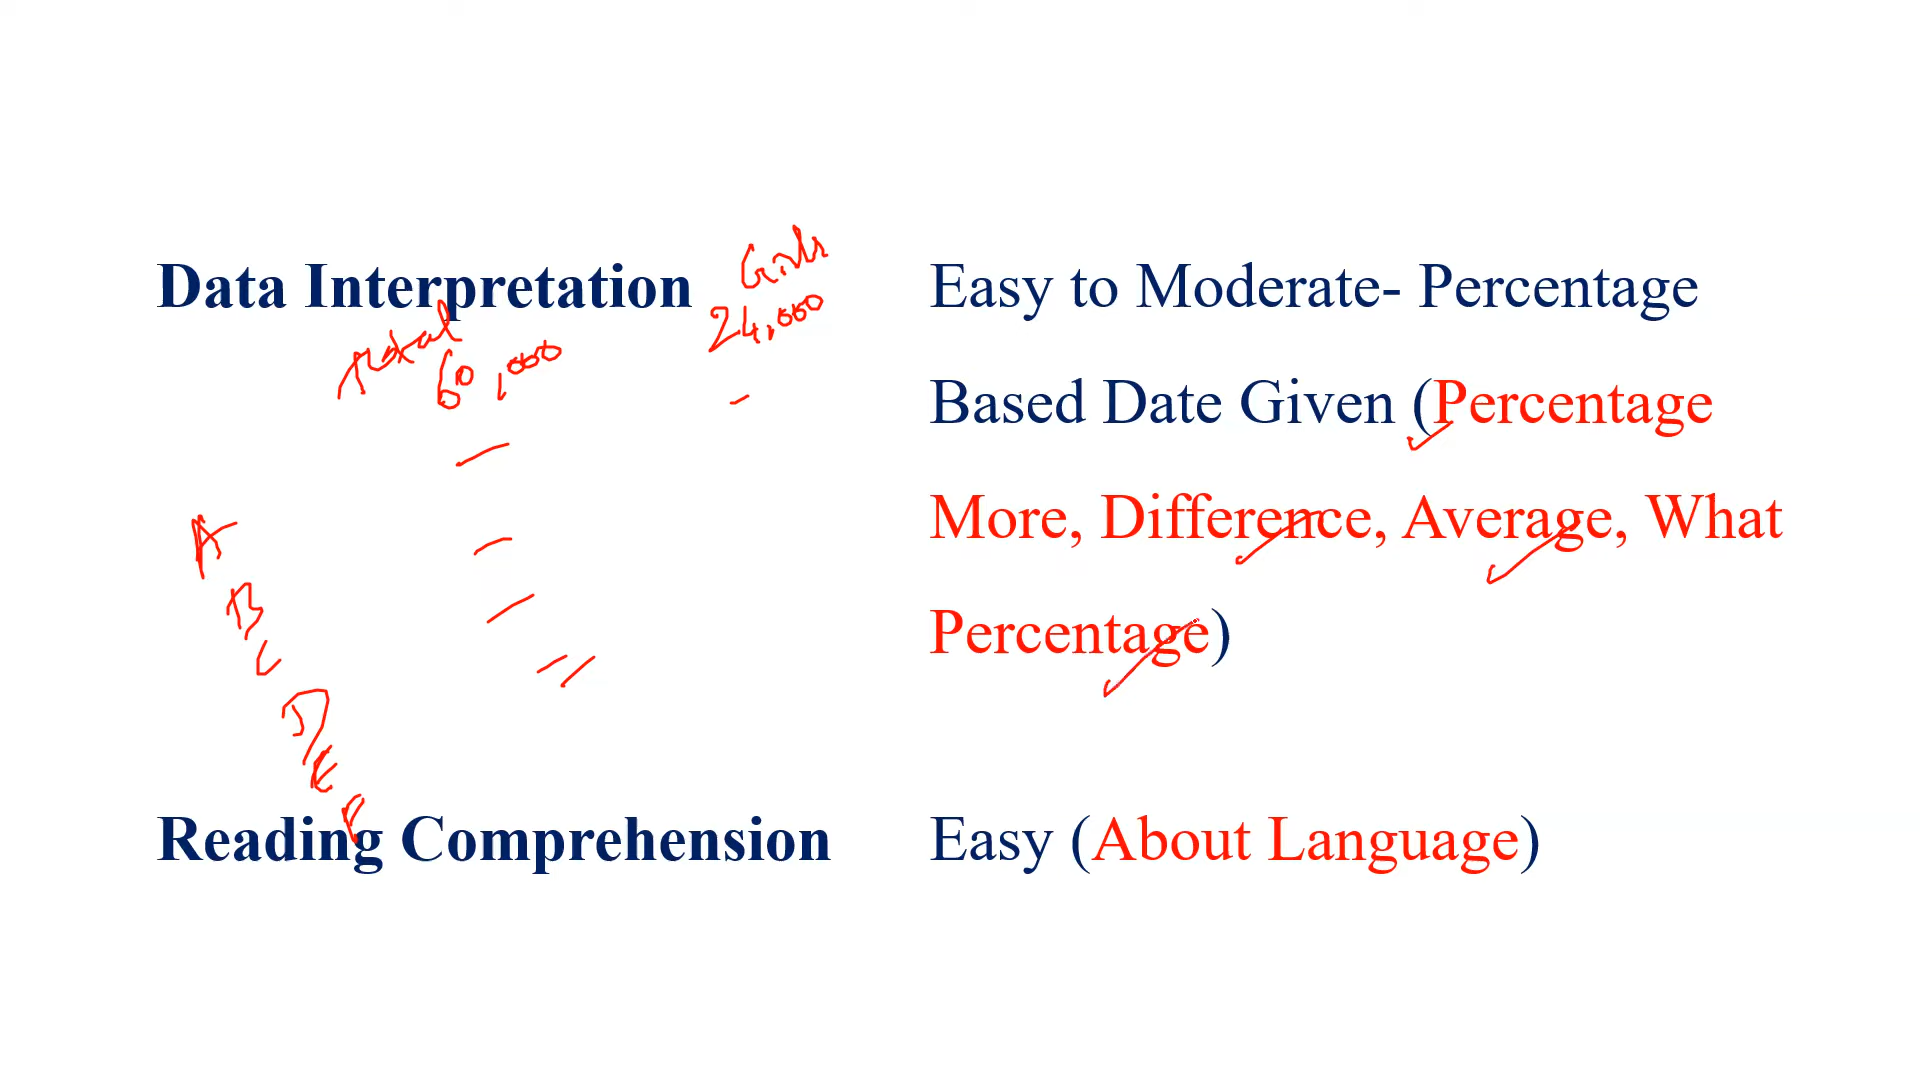 Data Interpretation
Girls
24,000
Total
60,000
A
B
C
D
E
F
Easy to Moderate- Percentage
Based Date Given (Percentage
More, Difference, Average, What
Percentage)
Reading Comprehension
Easy (About Language)